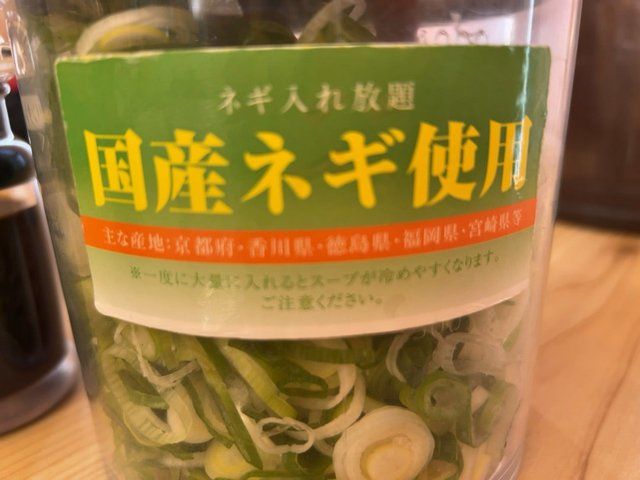 ネギ入れ放題
国産ネギ使用
主な産地:京都府・香川県・徳島県・福岡県・宮崎県等
※一度に大量に入れるとスープが冷めやすくなります。
ご注意ください。